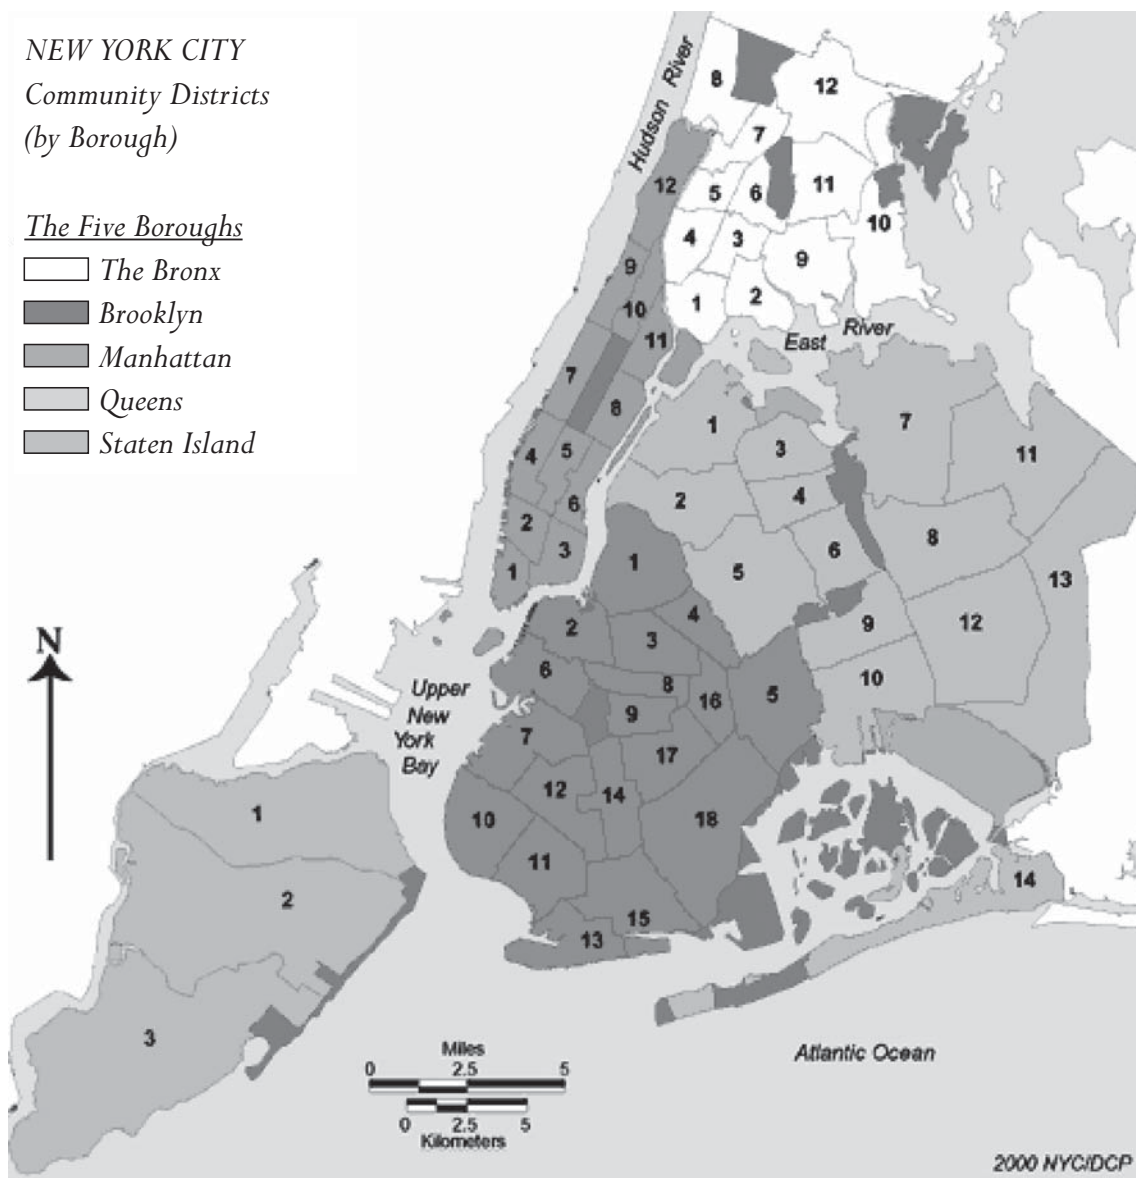 NEW YORK CITY
Community Districts
(by Borough)
The Five Boroughs
The Bronx
Brooklyn
Manhattan
Queens
Staten Island
Hudson River
8
12
7
12
5
6
11
10
4
3
9
9
1
2
10
East River
11
7
8
1
7
3
11
4
5
2
4
6
8
2
3
1
5
6
13
1
4
9
12
2
3
N
6
8
16
5
10
Upper
New
York
Bay
9
7
17
12
14
10
18
1
11
14
2
15
13
3
Atlantic Ocean
Miles
0 2.5 5
0 2.5 5
Kilometers
2000 NYC/DCP